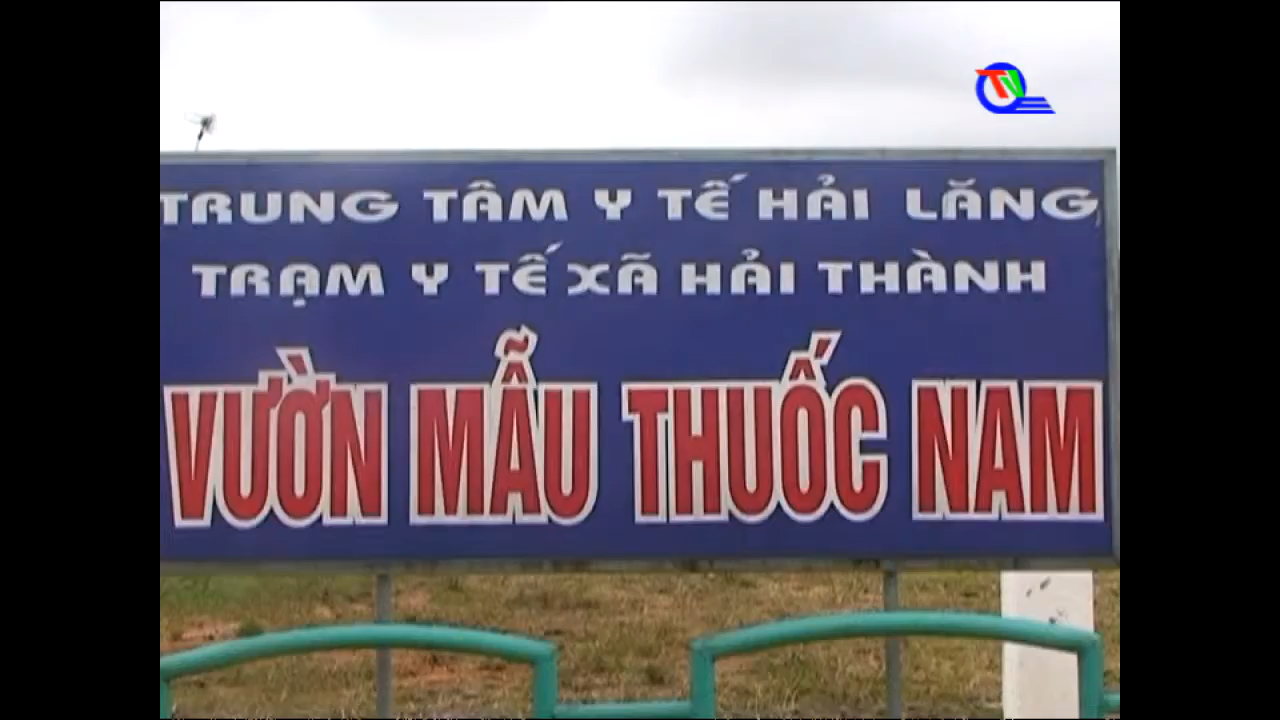 TRUNG TÂM Y TẾ HẢI LĂNG
TRẠM Y TẾ XÃ HẢI THÀNH
VƯỜN MẪU THUỐC NAM